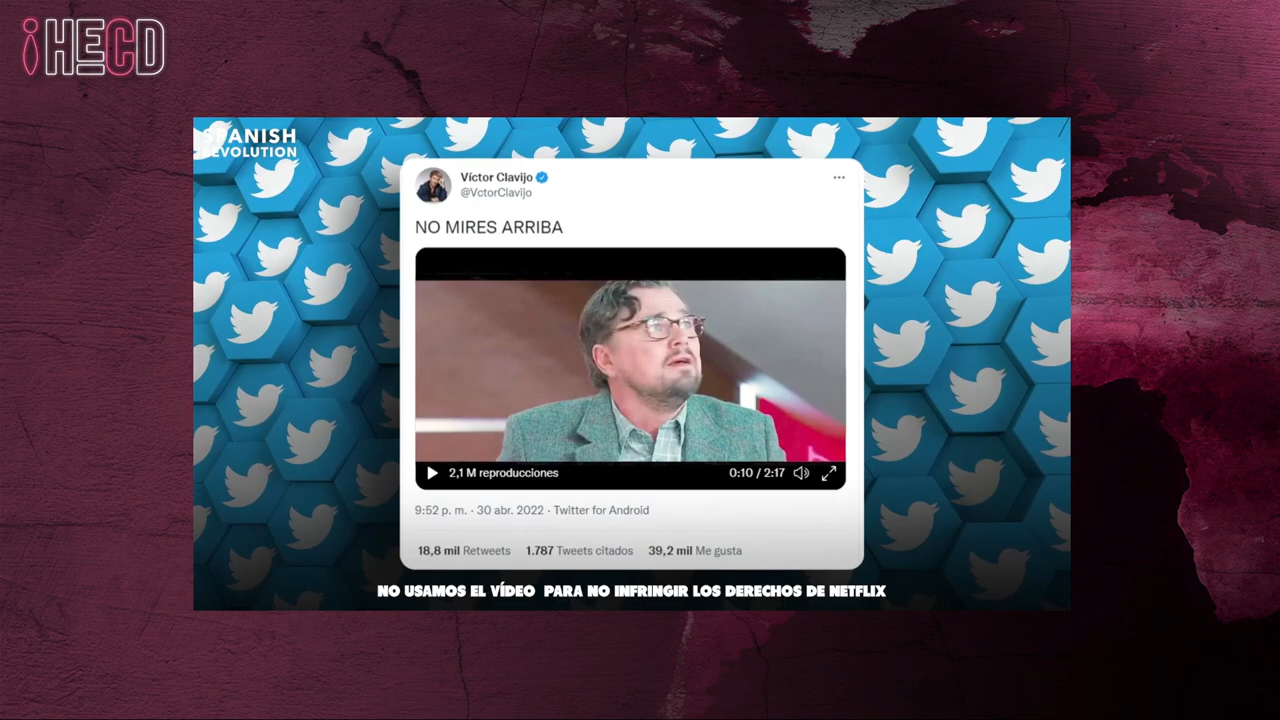 ¡HECD
SPANISH
REVOLUTION
Víctor Clavijo
@VctorClavijo
NO MIRES ARRIBA
2,1 M reproducciones
0:10 / 2:17
9:52 p. m. · 30 abr. 2022 · Twitter for Android
18,8 mil Retweets 1.787 Tweets citados 39,2 mil Me gusta
NO USAMOS EL VÍDEO PARA NO INFRINGIR LOS DERECHOS DE NETFLIX